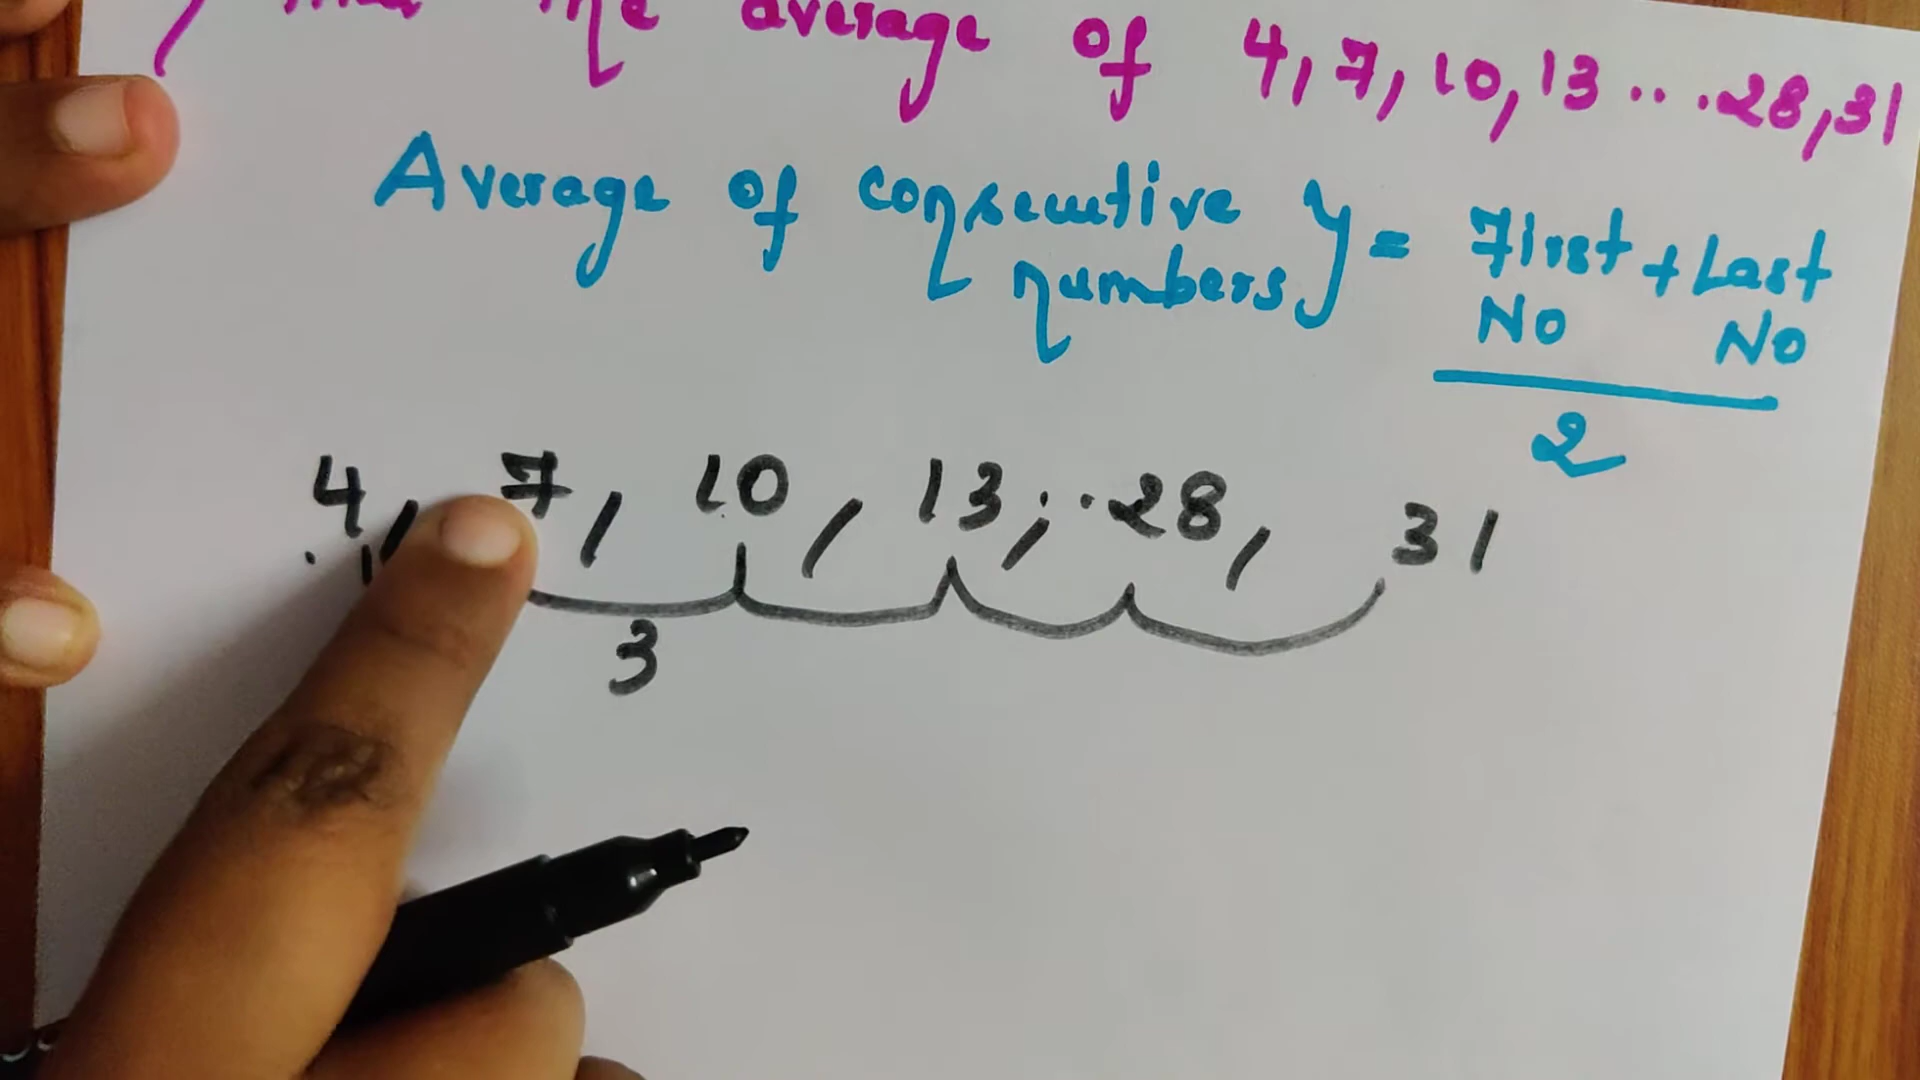 the average of 4, 7, 10, 13 ... 28, 31
Average of consecutive numbers } = First No + Last No
2
4, 7, 10, 13, .. 28, 31
3